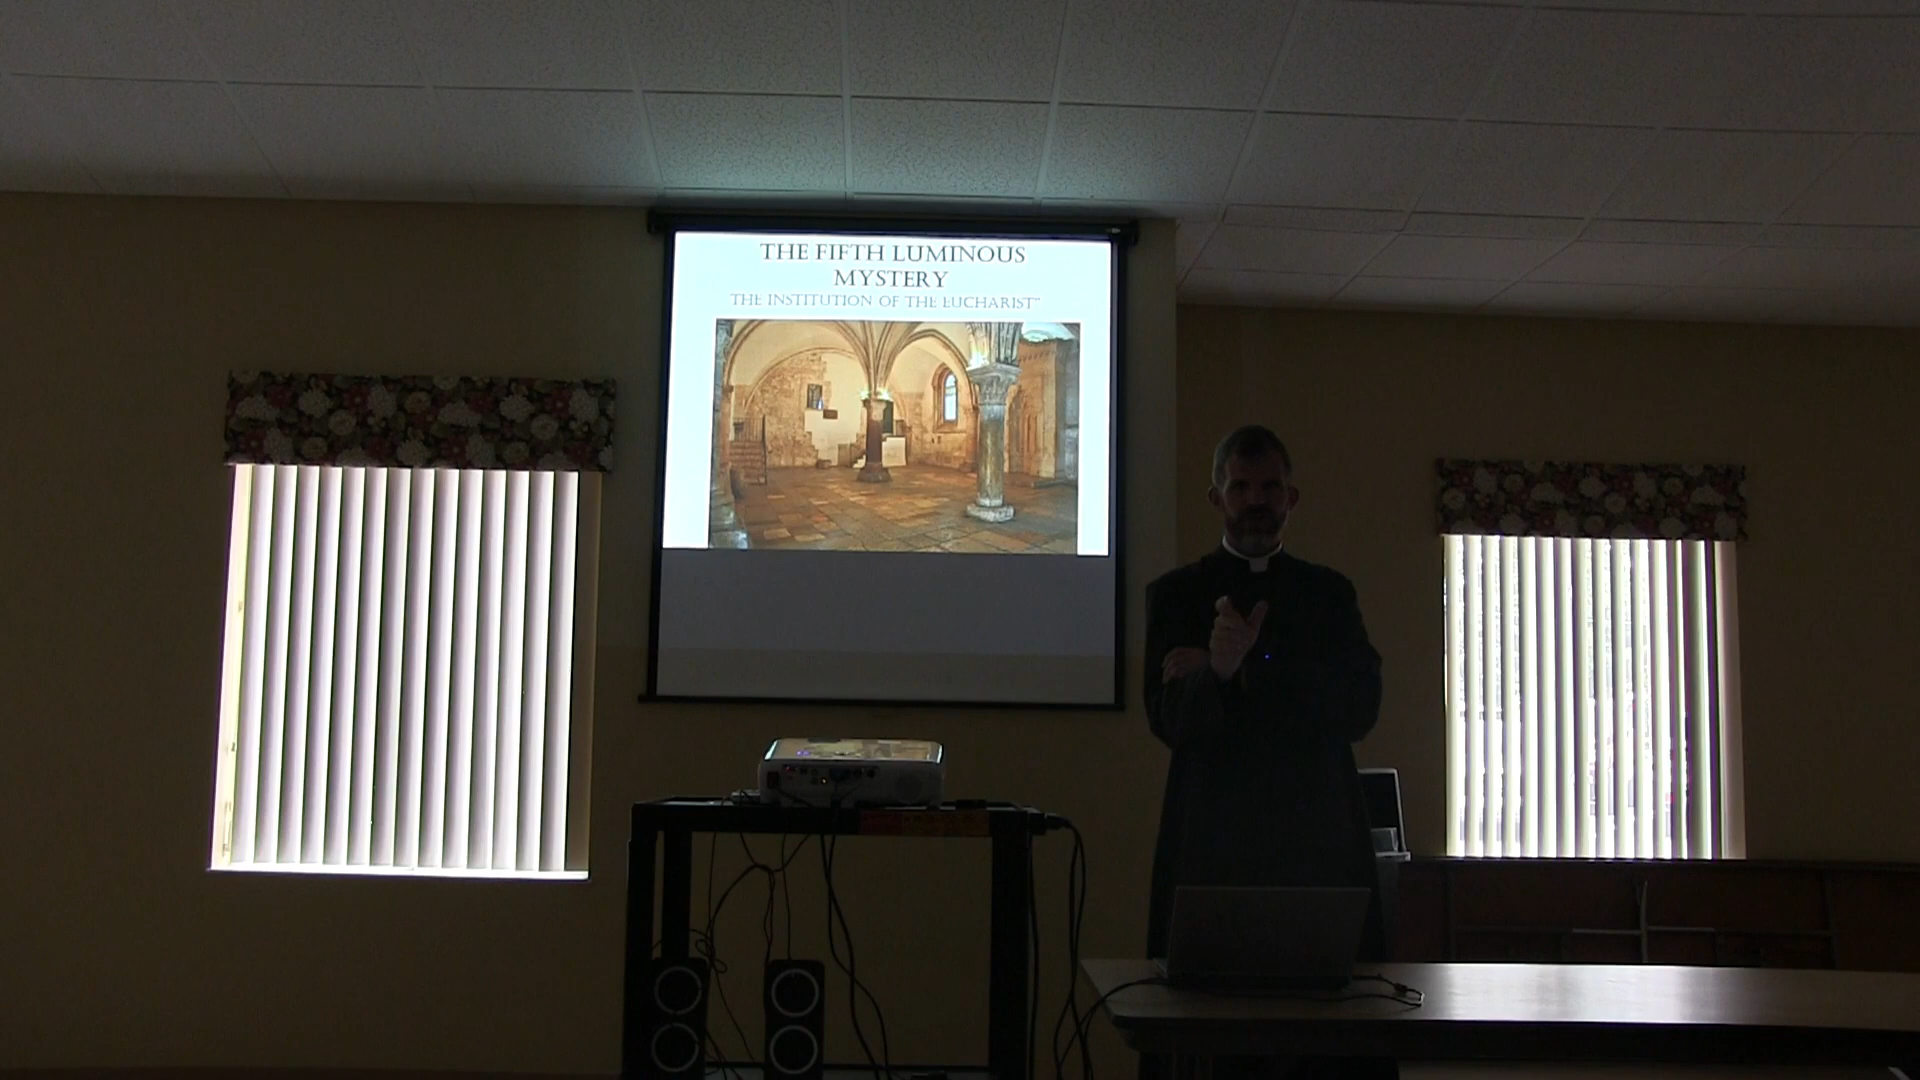 THE FIFTH LUMINOUS
MYSTERY
THE INSTITUTION OF THE EUCHARIST"